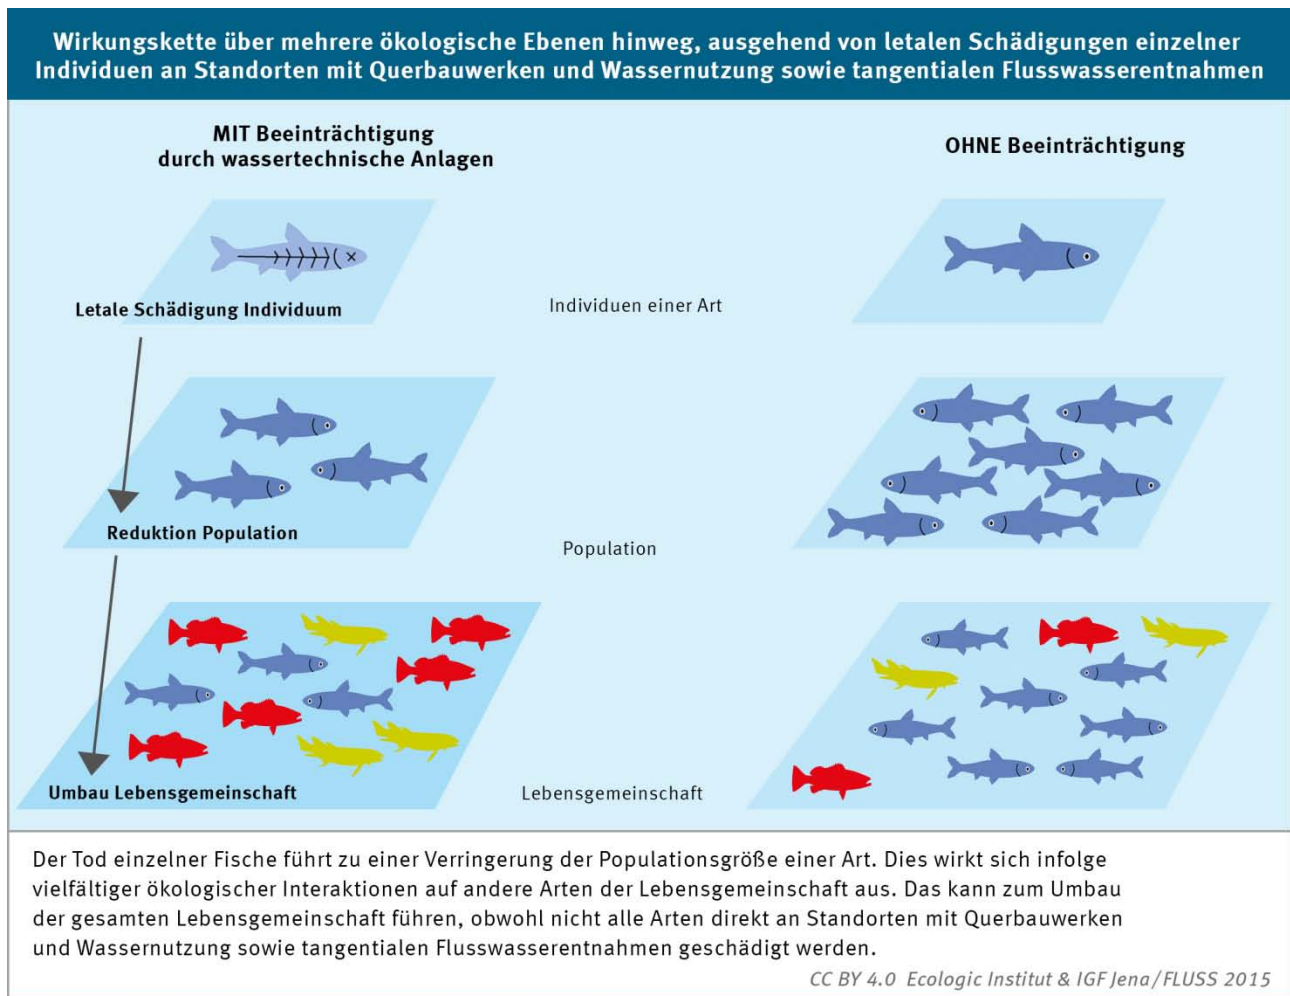 Wirkungskette über mehrere ökologische Ebenen hinweg, ausgehend von letalen Schädigungen einzelner
Individuen an Standorten mit Querbauwerken und Wassernutzung sowie tangentialen Flusswasserentnahmen
MIT Beeinträchtigung
durch wassertechnische Anlagen
OHNE Beeinträchtigung
Letale Schädigung Individuum
Individuen einer Art
Reduktion Population
Population
Umbau Lebensgemeinschaft
Lebensgemeinschaft
Der Tod einzelner Fische führt zu einer Verringerung der Populationsgröße einer Art. Dies wirkt sich infolge
vielfältiger ökologischer Interaktionen auf andere Arten der Lebensgemeinschaft aus. Das kann zum Umbau
der gesamten Lebensgemeinschaft führen, obwohl nicht alle Arten direkt an Standorten mit Querbauwerken
und Wassernutzung sowie tangentialen Flusswasserentnahmen geschädigt werden.
CC BY 4.0 Ecologic Institut & IGF Jena/FLUSS 2015